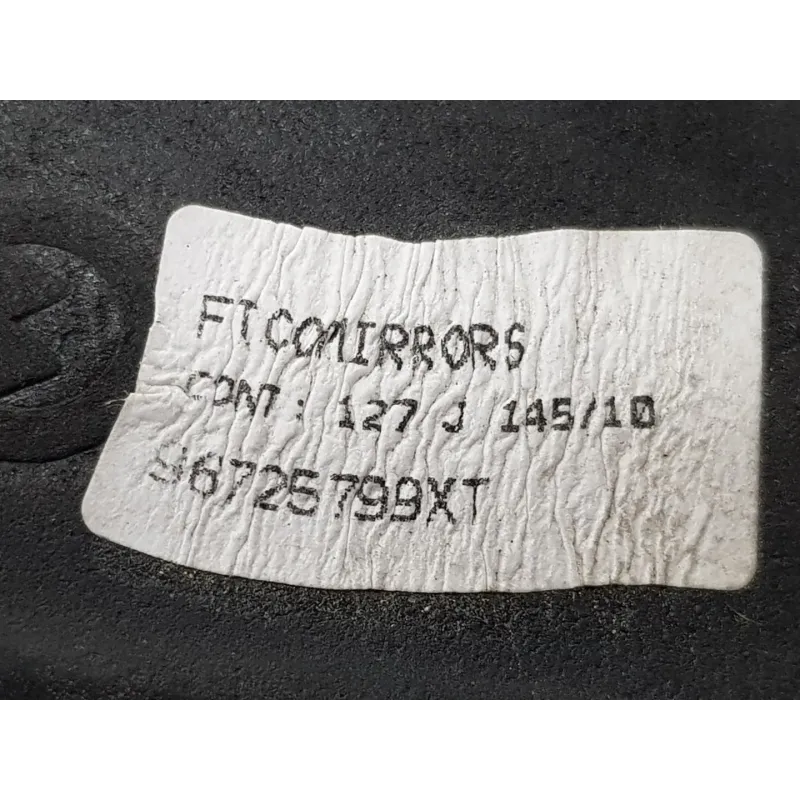 FICOMIRRORS
CONT: 127 J 145/10
96725799XT